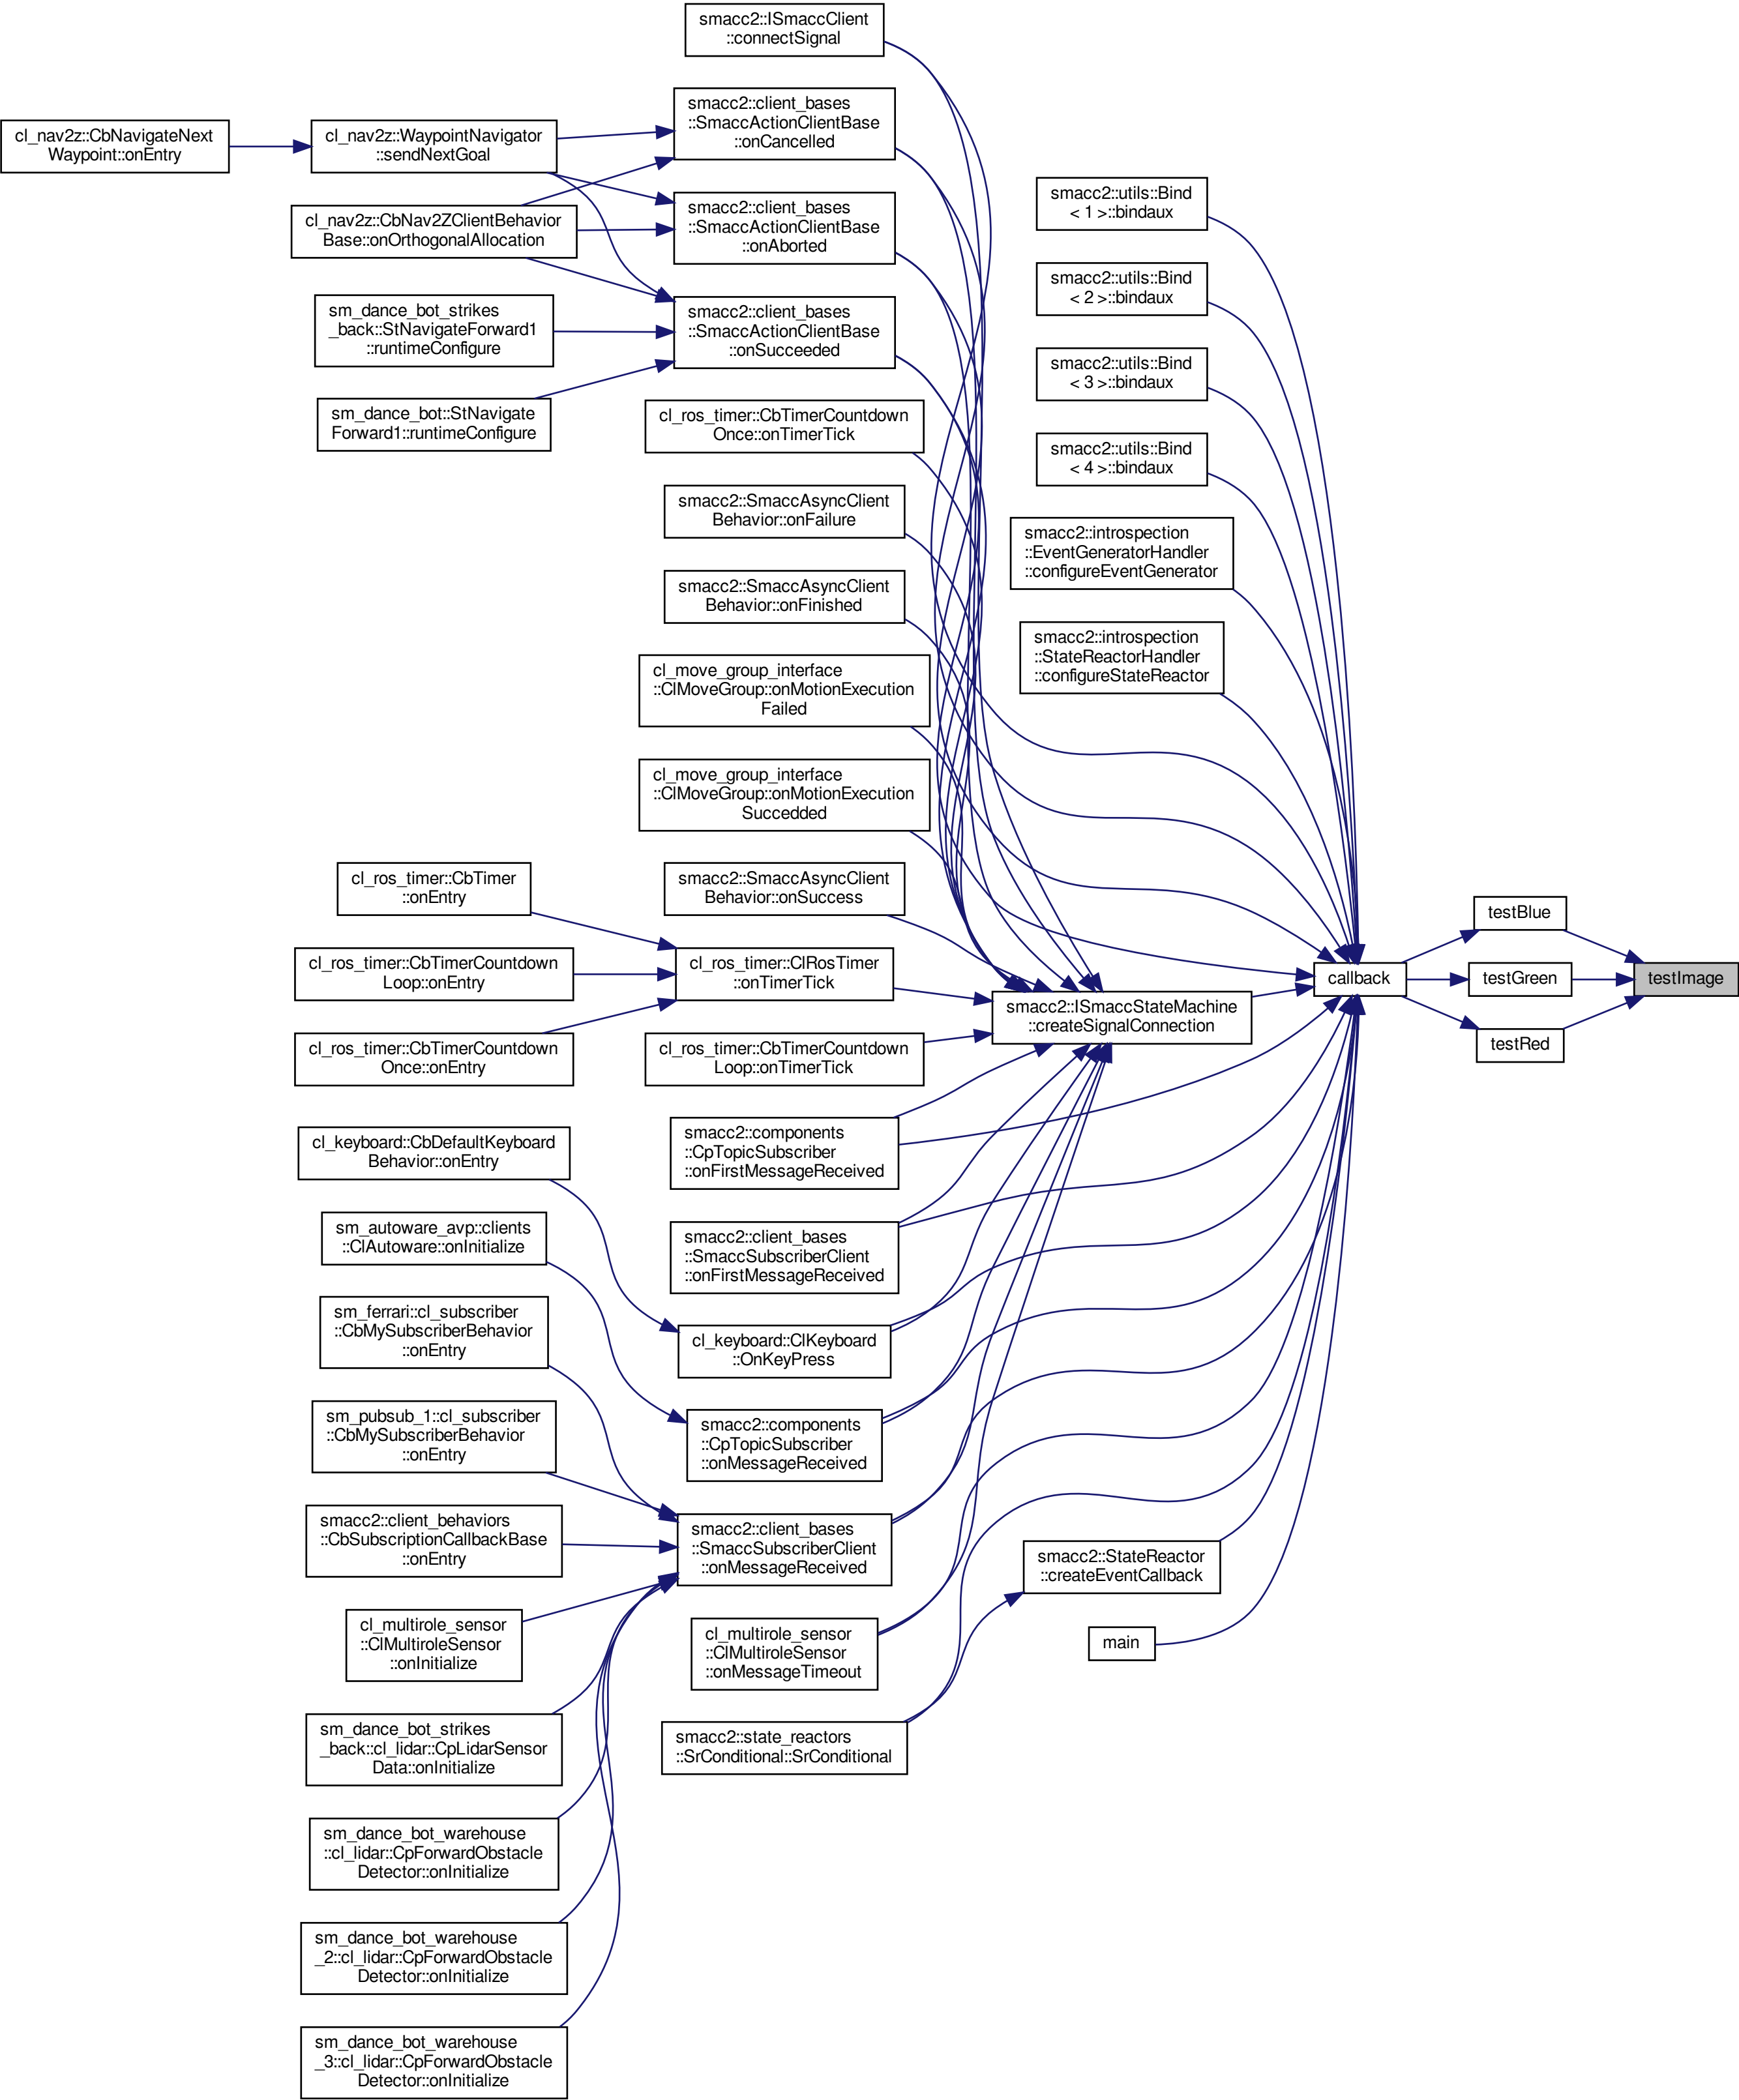 cl_nav2z::CbNavigateNext
Waypoint::onEntry
cl_nav2z::WaypointNavigator
::sendNextGoal
cl_nav2z::CbNav2ZClientBehavior
Base::onOrthogonalAllocation
sm_dance_bot_strikes
_back::StNavigateForward1
::runtimeConfigure
sm_dance_bot::StNavigate
Forward1::runtimeConfigure
cl_ros_timer::CbTimer
::onEntry
cl_ros_timer::CbTimerCountdown
Loop::onEntry
cl_ros_timer::CbTimerCountdown
Once::onEntry
cl_keyboard::CbDefaultKeyboard
Behavior::onEntry
sm_autoware_avp::clients
::ClAutoware::onInitialize
sm_ferrari::cl_subscriber
::CbMySubscriberBehavior
::onEntry
sm_pubsub_1::cl_subscriber
::CbMySubscriberBehavior
::onEntry
smacc2::client_behaviors
::CbSubscriptionCallbackBase
::onEntry
cl_multirole_sensor
::ClMultiroleSensor
::onInitialize
sm_dance_bot_strikes
_back::cl_lidar::CpLidarSensor
Data::onInitialize
sm_dance_bot_warehouse
::cl_lidar::CpForwardObstacle
Detector::onInitialize
sm_dance_bot_warehouse
_2::cl_lidar::CpForwardObstacle
Detector::onInitialize
sm_dance_bot_warehouse
_3::cl_lidar::CpForwardObstacle
Detector::onInitialize
smacc2::ISmaccClient
::connectSignal
smacc2::client_bases
::SmaccActionClientBase
::onCancelled
smacc2::client_bases
::SmaccActionClientBase
::onAborted
smacc2::client_bases
::SmaccActionClientBase
::onSucceeded
cl_ros_timer::CbTimerCountdown
Once::onTimerTick
smacc2::SmaccAsyncClient
Behavior::onFailure
smacc2::SmaccAsyncClient
Behavior::onFinished
cl_move_group_interface
::ClMoveGroup::onMotionExecution
Failed
cl_move_group_interface
::ClMoveGroup::onMotionExecution
Succedded
smacc2::SmaccAsyncClient
Behavior::onSuccess
cl_ros_timer::ClRosTimer
::onTimerTick
cl_ros_timer::CbTimerCountdown
Loop::onTimerTick
smacc2::components
::CpTopicSubscriber
::onFirstMessageReceived
smacc2::client_bases
::SmaccSubscriberClient
::onFirstMessageReceived
cl_keyboard::ClKeyboard
::OnKeyPress
smacc2::components
::CpTopicSubscriber
::onMessageReceived
smacc2::client_bases
::SmaccSubscriberClient
::onMessageReceived
cl_multirole_sensor
::ClMultiroleSensor
::onMessageTimeout
smacc2::state_reactors
::SrConditional::SrConditional
smacc2::utils::Bind
< 1 >::bindaux
smacc2::utils::Bind
< 2 >::bindaux
smacc2::utils::Bind
< 3 >::bindaux
smacc2::utils::Bind
< 4 >::bindaux
smacc2::introspection
::EventGeneratorHandler
::configureEventGenerator
smacc2::introspection
::StateReactorHandler
::configureStateReactor
smacc2::ISmaccStateMachine
::createSignalConnection
smacc2::StateReactor
::createEventCallback
main
callback
testBlue
testGreen
testRed
testImage